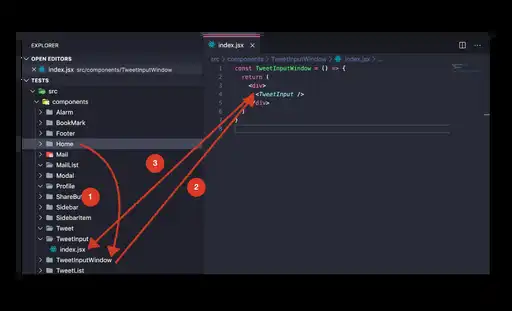 EXPLORER
OPEN EDITORS
index.jsx src/components/TweetInputWindow
TESTS
src
components
Alarm
BookMark
Footer
Home
Mail
MailList
Modal
Profile
ShareBu
Sidebar
SidebarItem
Tweet
TweetInput
index.jsx
TweetInputWindow
TweetList
index.jsx
src > components > TweetInputWindow > index.jsx > ...
1 const TweetInputWindow = () => {
2 return (
3 <div>
4 <TweetInput />
5 /div>
6 )
7 }
8
1
2
3